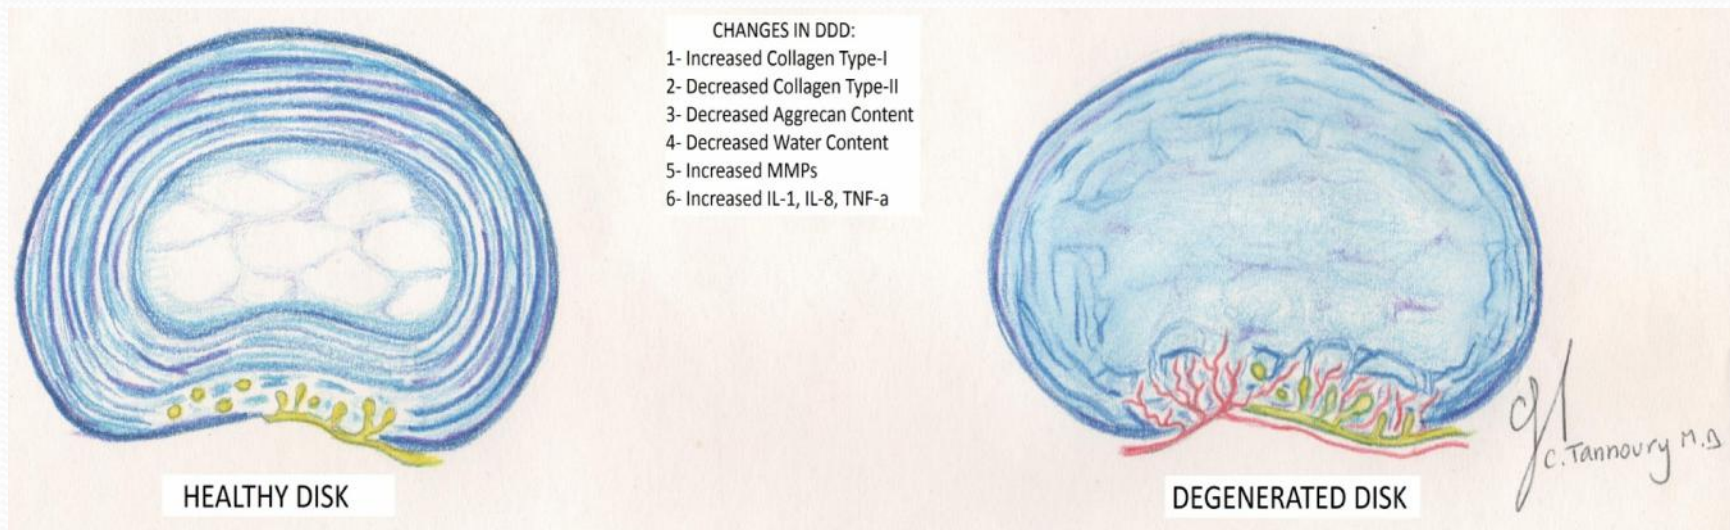 CHANGES IN DDD:
1- Increased Collagen Type-I
2- Decreased Collagen Type-II
3- Decreased Aggrecan Content
4- Decreased Water Content
5- Increased MMPs
6- Increased IL-1, IL-8, TNF-a
HEALTHY DISK
DEGENERATED DISK
C. Tannoury M.D